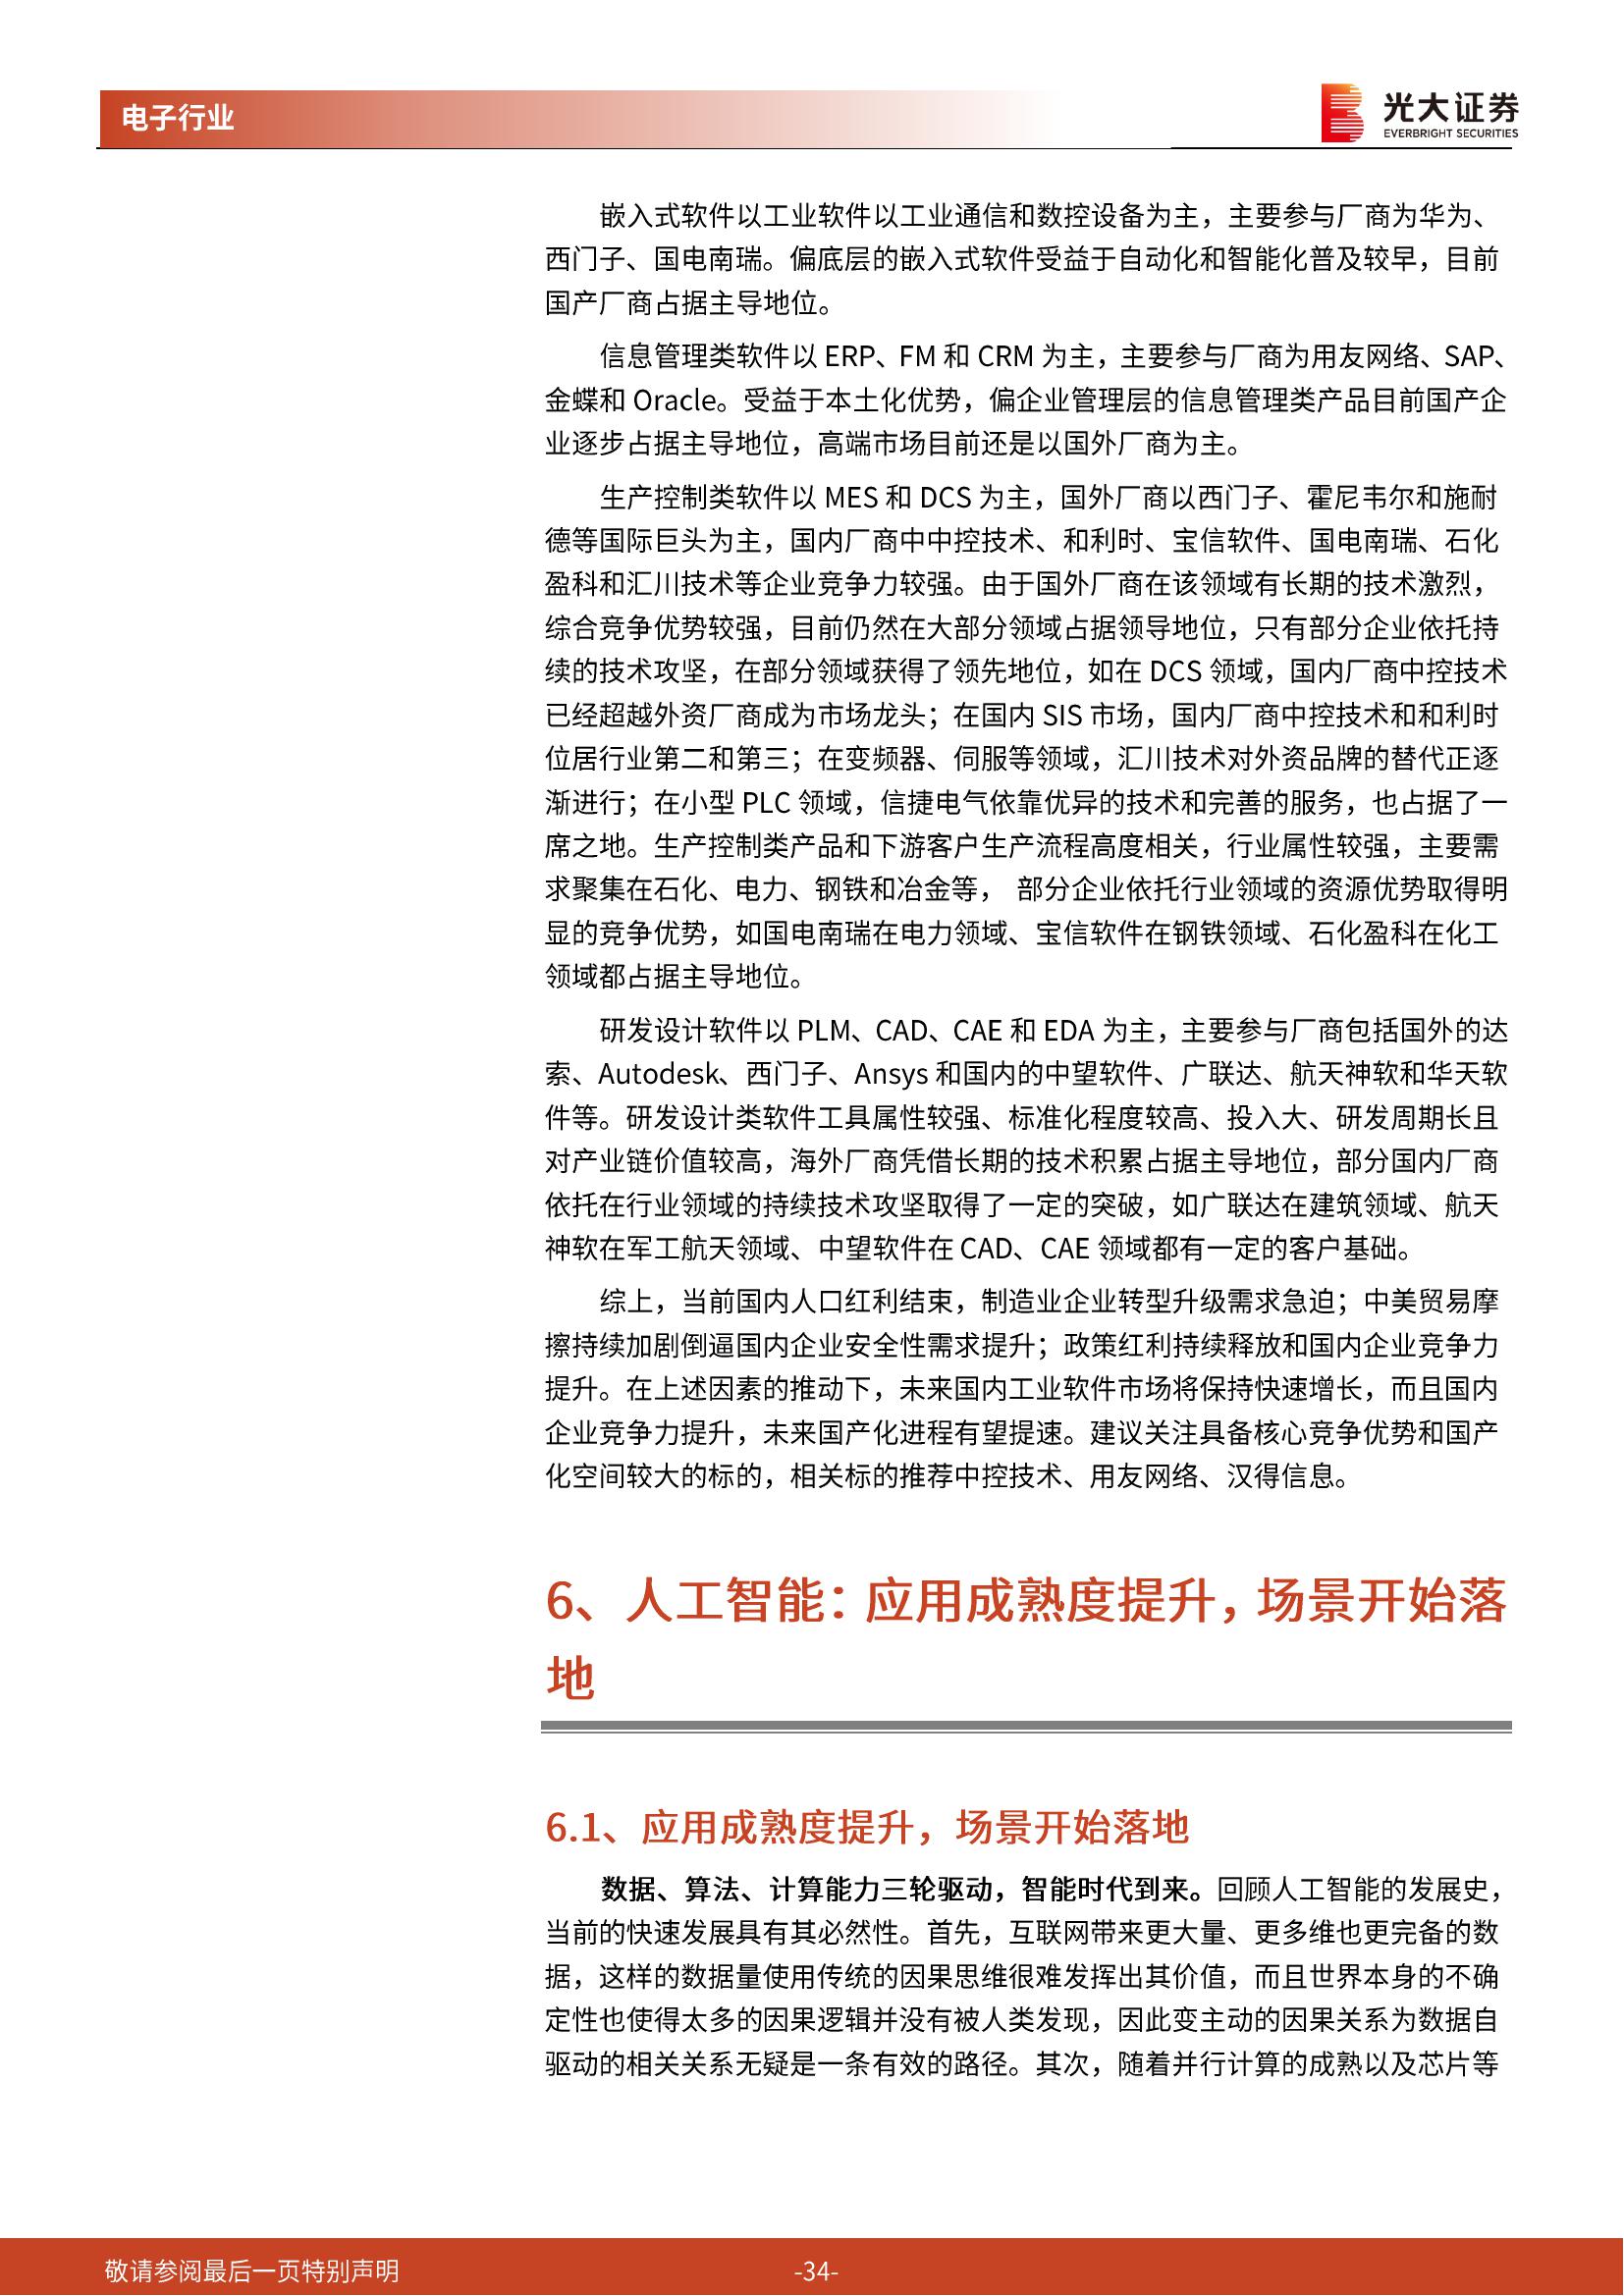 电子行业
光大证券
EVERBRIGHT SECURITIES
嵌入式软件以工业软件以工业通信和数控设备为主，主要参与厂商为华为、
西门子、国电南瑞。偏底层的嵌入式软件受益于自动化和智能化普及较早，目前
国产厂商占据主导地位。
信息管理类软件以 ERP、FM 和 CRM 为主，主要参与厂商为用友网络、SAP、
金蝶和 Oracle。受益于本土化优势，偏企业管理层的信息管理类产品目前国产企
业逐步占据主导地位，高端市场目前还是以国外厂商为主。
生产控制类软件以 MES 和 DCS 为主，国外厂商以西门子、霍尼韦尔和施耐
德等国际巨头为主，国内厂商中中控技术、和利时、宝信软件、国电南瑞、石化
盈科和汇川技术等企业竞争力较强。由于国外厂商在该领域有长期的技术激烈，
综合竞争优势较强，目前仍然在大部分领域占据领导地位，只有部分企业依托持
续的技术攻坚，在部分领域获得了领先地位，如在 DCS 领域，国内厂商中控技术
已经超越外资厂商成为市场龙头；在国内 SIS 市场，国内厂商中控技术和和利时
位居行业第二和第三；在变频器、伺服等领域，汇川技术对外资品牌的替代正逐
渐进行；在小型 PLC 领域，信捷电气依靠优异的技术和完善的服务，也占据了一
席之地。生产控制类产品和下游客户生产流程高度相关，行业属性较强，主要需
求聚集在石化、电力、钢铁和冶金等， 部分企业依托行业领域的资源优势取得明
显的竞争优势，如国电南瑞在电力领域、宝信软件在钢铁领域、石化盈科在化工
领域都占据主导地位。
研发设计软件以 PLM、CAD、CAE 和 EDA 为主，主要参与厂商包括国外的达
索、Autodesk、西门子、Ansys 和国内的中望软件、广联达、航天神软和华天软
件等。研发设计类软件工具属性较强、标准化程度较高、投入大、研发周期长且
对产业链价值较高，海外厂商凭借长期的技术积累占据主导地位，部分国内厂商
依托在行业领域的持续技术攻坚取得了一定的突破，如广联达在建筑领域、航天
神软在军工航天领域、中望软件在 CAD、CAE 领域都有一定的客户基础。
综上，当前国内人口红利结束，制造业企业转型升级需求急迫；中美贸易摩
擦持续加剧倒逼国内企业安全性需求提升；政策红利持续释放和国内企业竞争力
提升。在上述因素的推动下，未来国内工业软件市场将保持快速增长，而且国内
企业竞争力提升，未来国产化进程有望提速。建议关注具备核心竞争优势和国产
化空间较大的标的，相关标的推荐中控技术、用友网络、汉得信息。
6、人工智能：应用成熟度提升，场景开始落
地
6.1、应用成熟度提升，场景开始落地
数据、算法、计算能力三轮驱动，智能时代到来。回顾人工智能的发展史，
当前的快速发展具有其必然性。首先，互联网带来更大量、更多维也更完备的数
据，这样的数据量使用传统的因果思维很难发挥出其价值，而且世界本身的不确
定性也使得太多的因果逻辑并没有被人类发现，因此变主动的因果关系为数据自
驱动的相关关系无疑是一条有效的路径。其次，随着并行计算的成熟以及芯片等
敬请参阅最后一页特别声明
-34-